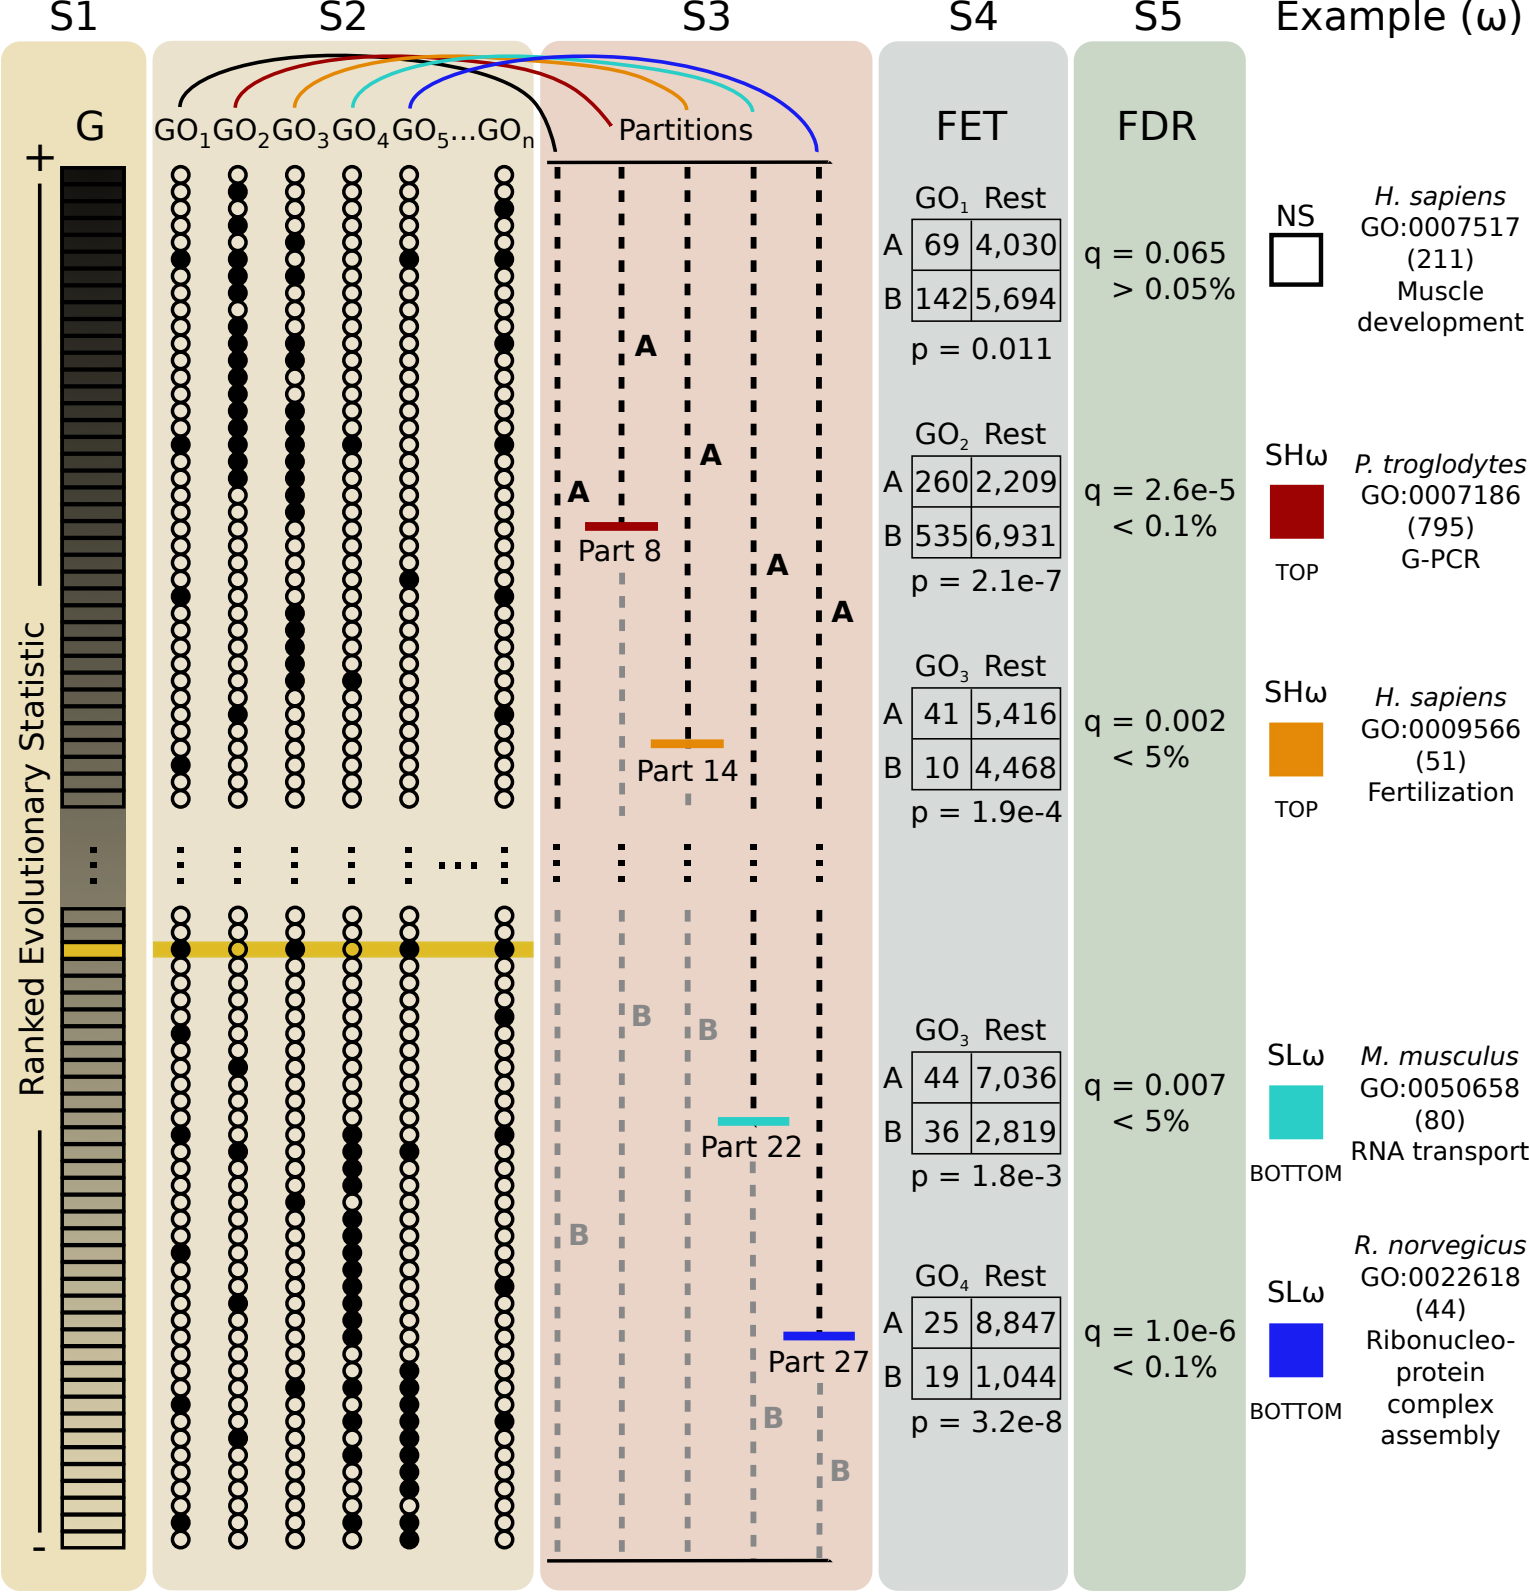 S1 S2 S3 S4 S5 Example (ω)
G
GO1 GO2 GO3 GO4 GO5...GOn
Partitions
FET
FDR
+
Ranked Evolutionary Statistic
-
A
A
A
A
A
Part 8
Part 14
Part 22
Part 27
B
B
B
B
B
GO1 Rest
A 69 4,030
B 142 5,694
p = 0.011
q = 0.065
> 0.05%
NS
H. sapiens
GO:0007517
(211)
Muscle
development
GO2 Rest
A 260 2,209
B 535 6,931
p = 2.1e-7
q = 2.6e-5
< 0.1%
SHω
TOP
P. troglodytes
GO:0007186
(795)
G-PCR
GO3 Rest
A 41 5,416
B 10 4,468
p = 1.9e-4
q = 0.002
< 5%
SHω
TOP
H. sapiens
GO:0009566
(51)
Fertilization
GO3 Rest
A 44 7,036
B 36 2,819
p = 1.8e-3
q = 0.007
< 5%
SLω
BOTTOM
M. musculus
GO:0050658
(80)
RNA transport
GO4 Rest
A 25 8,847
B 19 1,044
p = 3.2e-8
q = 1.0e-6
< 0.1%
SLω
BOTTOM
R. norvegicus
GO:0022618
(44)
Ribonucleo-
protein
complex
assembly